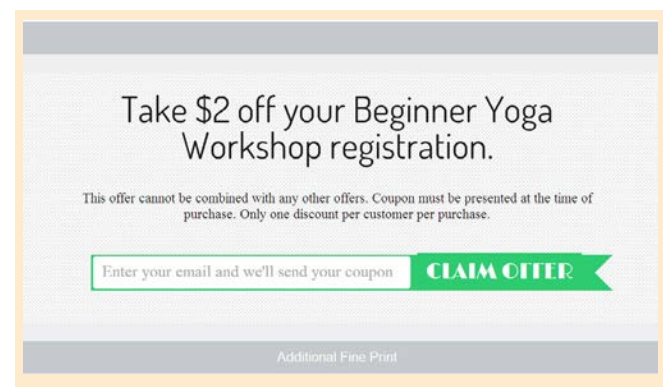 Take $2 off your Beginner Yoga
Workshop registration.
This offer cannot be combined with any other offers. Coupon must be presented at the time of
purchase. Only one discount per customer per purchase.
Enter your email and we'll send your coupon
CLAIM OFFER
Additional Fine Print